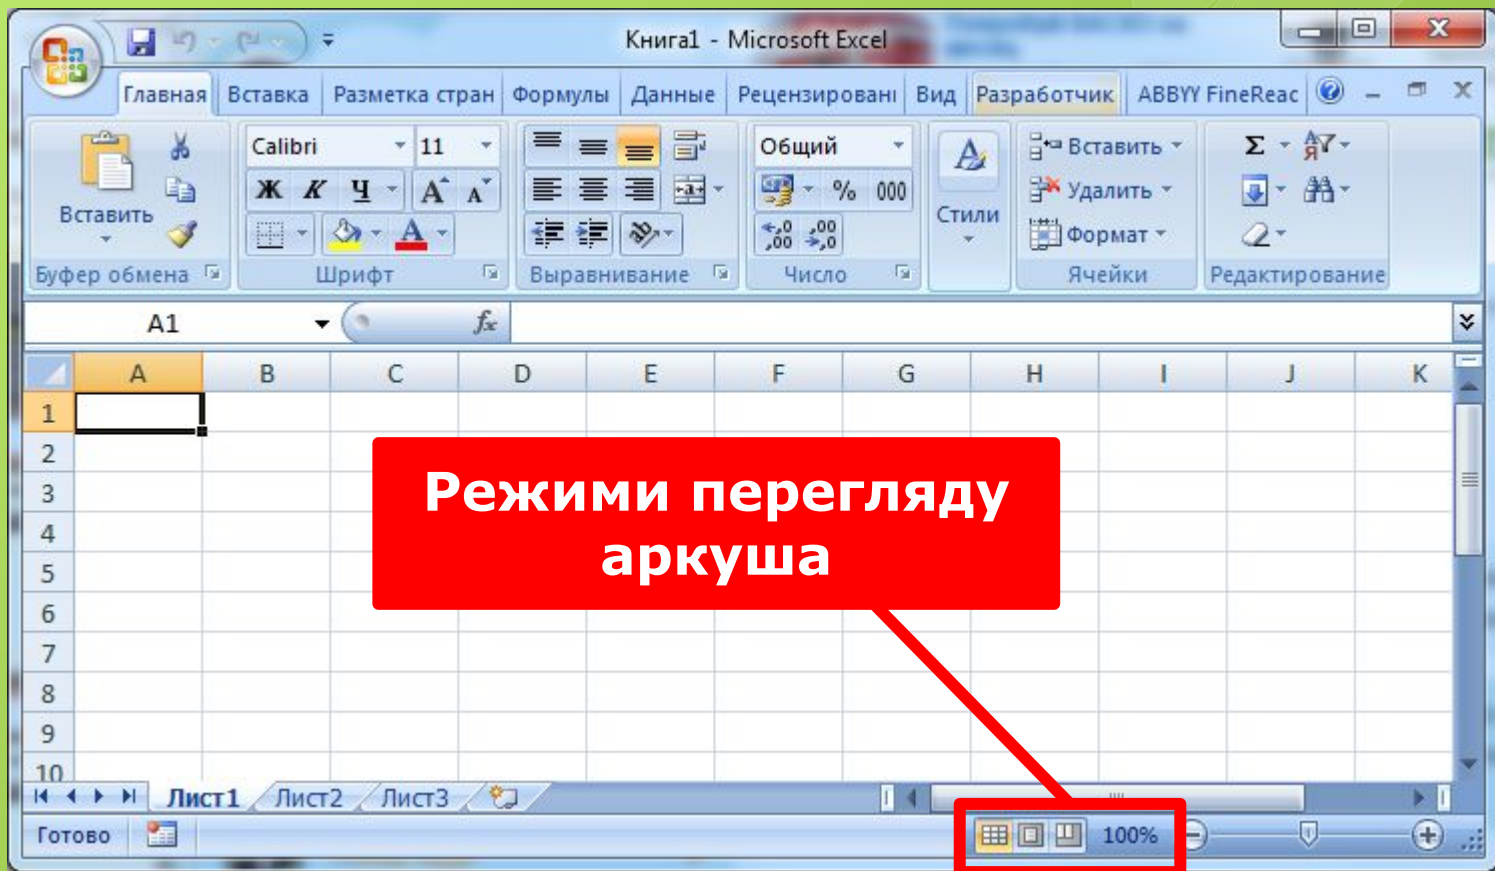 Книга1 - Microsoft Excel
Главная Вставка Разметка стран Формулы Данные Рецензировані Вид Разработчик ABBYY FineReac
Calibri 11 Общий Вставить
Ж К Ч А А % 000 Удалить
Вставить Стили Формат
Буфер обмена Шрифт Выравнивание Число Ячейки Редактирование
A1 fx
A B C D E F G H I J K
1
2
3
4
5
6
7
8
9
10
Режими перегляду
аркуша
Лист1 Лист2 Лист3
Готово 100%